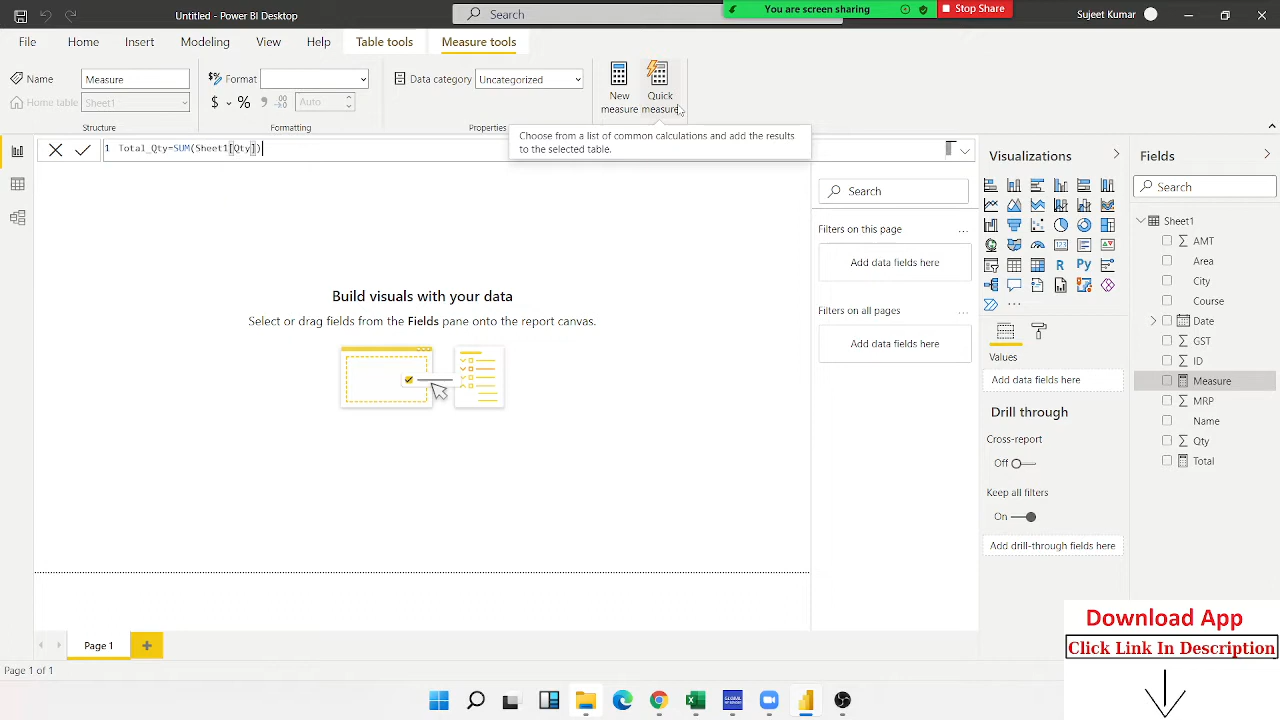 Untitled - Power BI Desktop
Search
You are screen sharing
Stop Share
Sujeet Kumar
File
Home
Insert
Modeling
View
Help
Table tools
Measure tools
Name
Measure
Home table
Sheet1
Structure
Format
$
%
Auto
Formatting
Data category
Uncategorized
Properties
New
measure
Quick
measure
Choose from a list of common calculations and add the results
to the selected table.
1 Total_Qty=SUM(Sheet1[Qty])
Build visuals with your data
Select or drag fields from the Fields pane onto the report canvas.
Search
Filters on this page
...
Add data fields here
Filters on all pages
...
Add data fields here
Visualizations
R
Py
...
Values
Add data fields here
Drill through
Cross-report
Off
Keep all filters
On
Add drill-through fields here
Fields
Search
Sheet1
AMT
Area
City
Course
Date
GST
ID
Measure
MRP
Name
Qty
Total
Page 1
Page 1 of 1
Download App
Click Link In Description